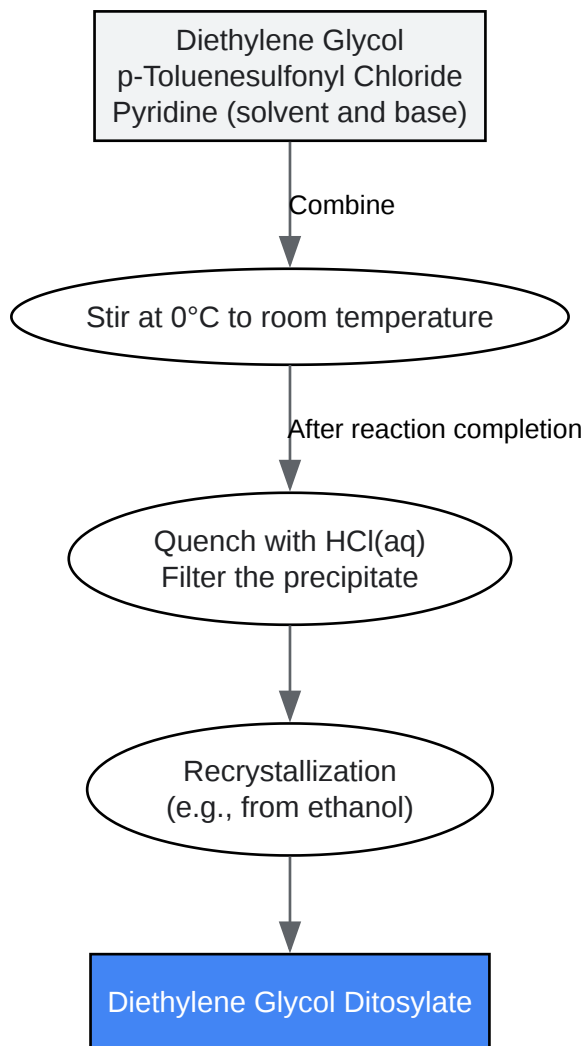 Diethylene Glycol
p-Toluenesulfonyl Chloride
Pyridine (solvent and base)
Combine
Stir at 0°C to room temperature
After reaction completion
Quench with HCl(aq)
Filter the precipitate
Recrystallization
(e.g., from ethanol)
Diethylene Glycol Ditosylate